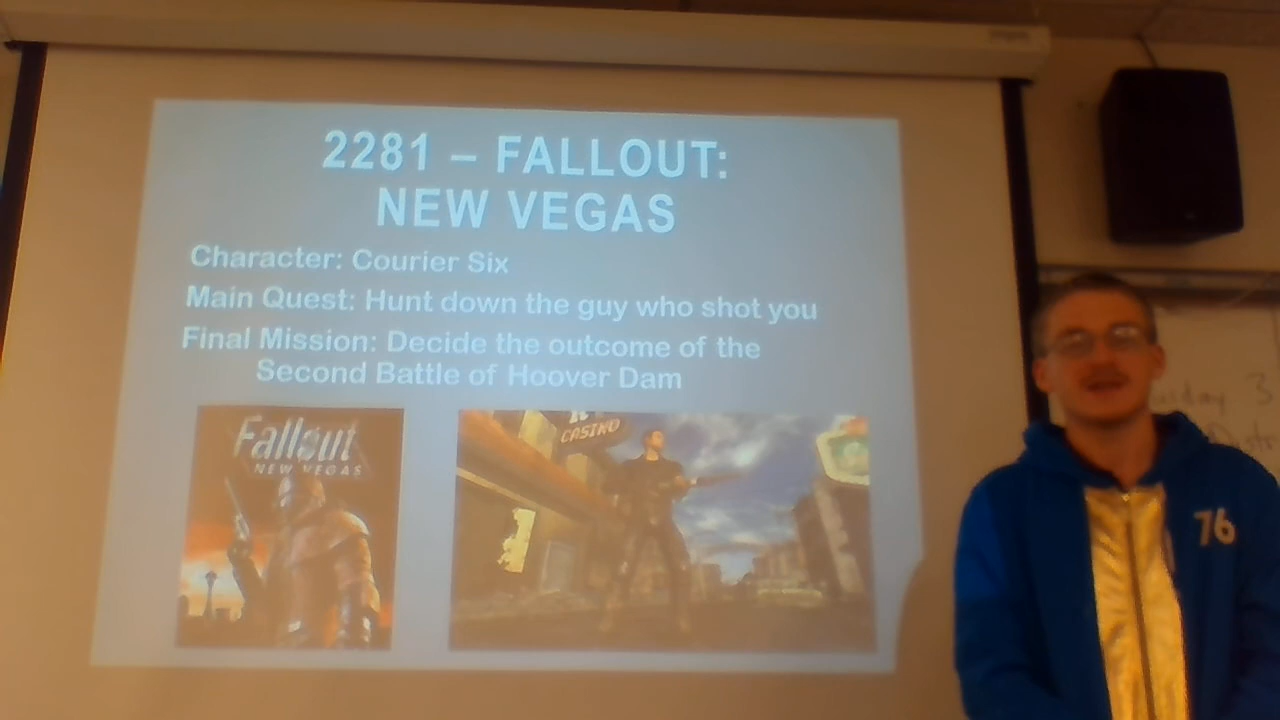 2281 – FALLOUT:
NEW VEGAS
Character: Courier Six
Main Quest: Hunt down the guy who shot you
Final Mission: Decide the outcome of the
Second Battle of Hoover Dam
Fallout
NEW VEGAS
CASINO
76